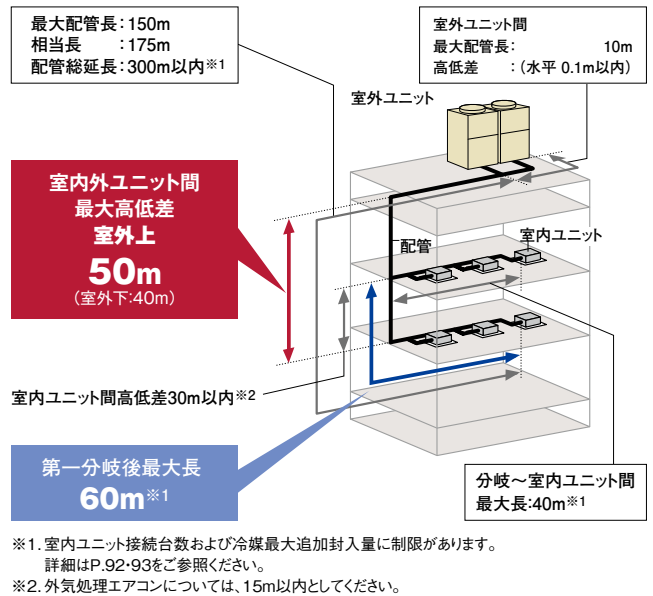 最大配管長：150m
相当長　　：175m
配管総延長：300m以内※1
室外ユニット間
最大配管長：　　　10m
高低差　　：（水平 0.1m以内）
室外ユニット
室内外ユニット間
最大高低差
室外上
50m
（室外下：40m）
配管
室内ユニット
室内ユニット間高低差30m以内※2
第一分岐後最大長
60m※1
分岐～室内ユニット間
最大長：40m※1
※1. 室内ユニット接続台数および冷媒最大追加封入量に制限があります。
詳細はP.92・93をご参照ください。
※2. 外気処理エアコンについては、15m以内としてください。